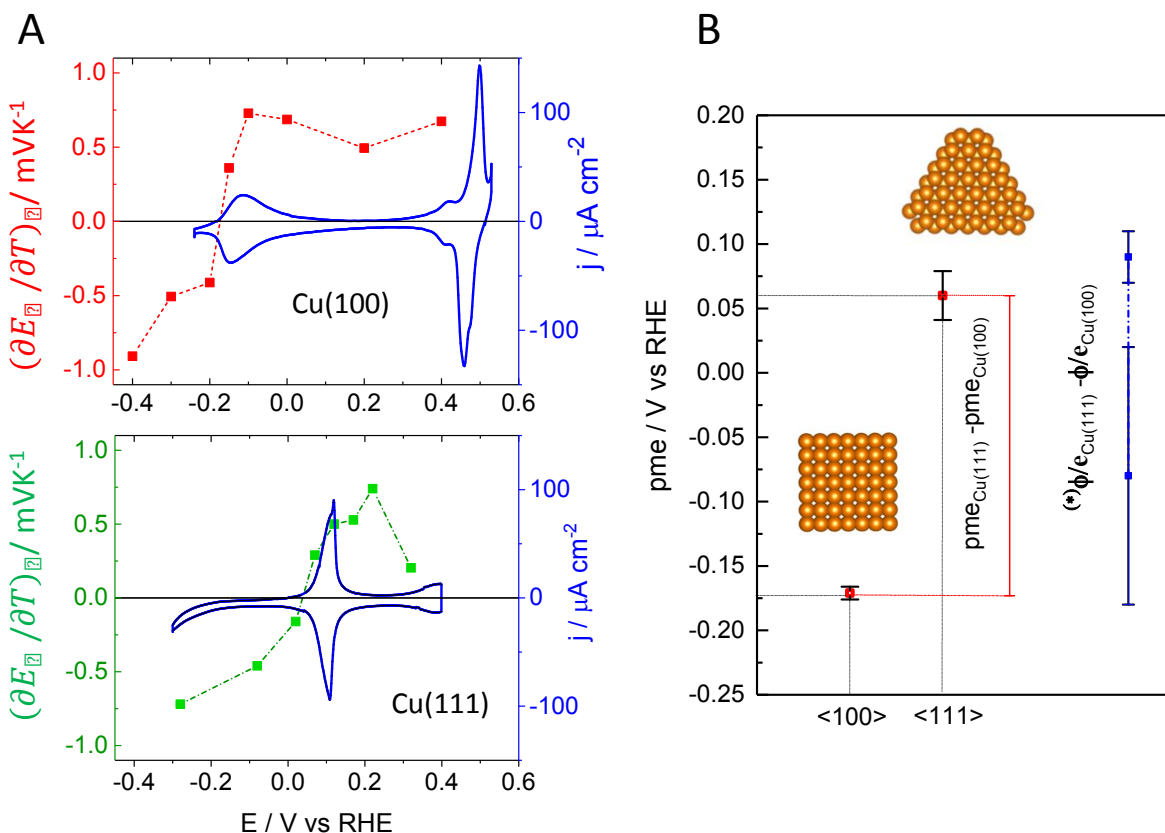 A
B
1.0
0.5
0.0
-0.5
-1.0
(∂E⍰ /∂T)⍰/ mVK-1
100
0
-100
j / µA cm-2
Cu(100)
-0.4 -0.2 0.0 0.2 0.4 0.6
1.0
0.5
0.0
-0.5
-1.0
(∂E⍰ /∂T)⍰/ mVK-1
100
0
-100
j / µA cm-2
Cu(111)
-0.4 -0.2 0.0 0.2 0.4 0.6
E / V vs RHE
0.20
0.15
0.10
0.05
0.00
-0.05
-0.10
-0.15
-0.20
-0.25
pme / V vs RHE
pmeCu(111) -pmeCu(100)
(*)ϕ/eCu(111) -ϕ/eCu(100)
<100> <111>